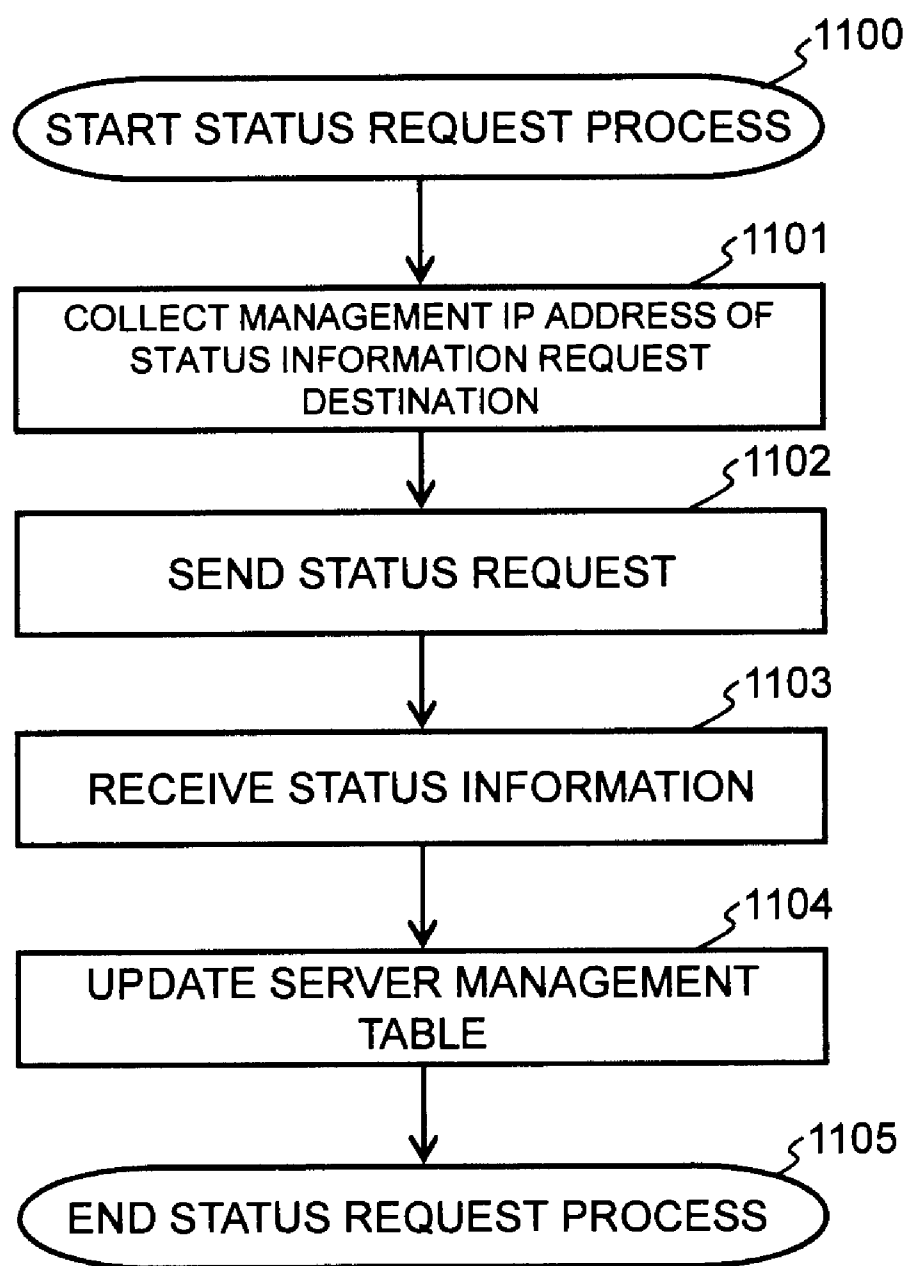 1100
START STATUS REQUEST PROCESS
1101
COLLECT MANAGEMENT IP ADDRESS OF
STATUS INFORMATION REQUEST
DESTINATION
1102
SEND STATUS REQUEST
1103
RECEIVE STATUS INFORMATION
1104
UPDATE SERVER MANAGEMENT
TABLE
1105
END STATUS REQUEST PROCESS